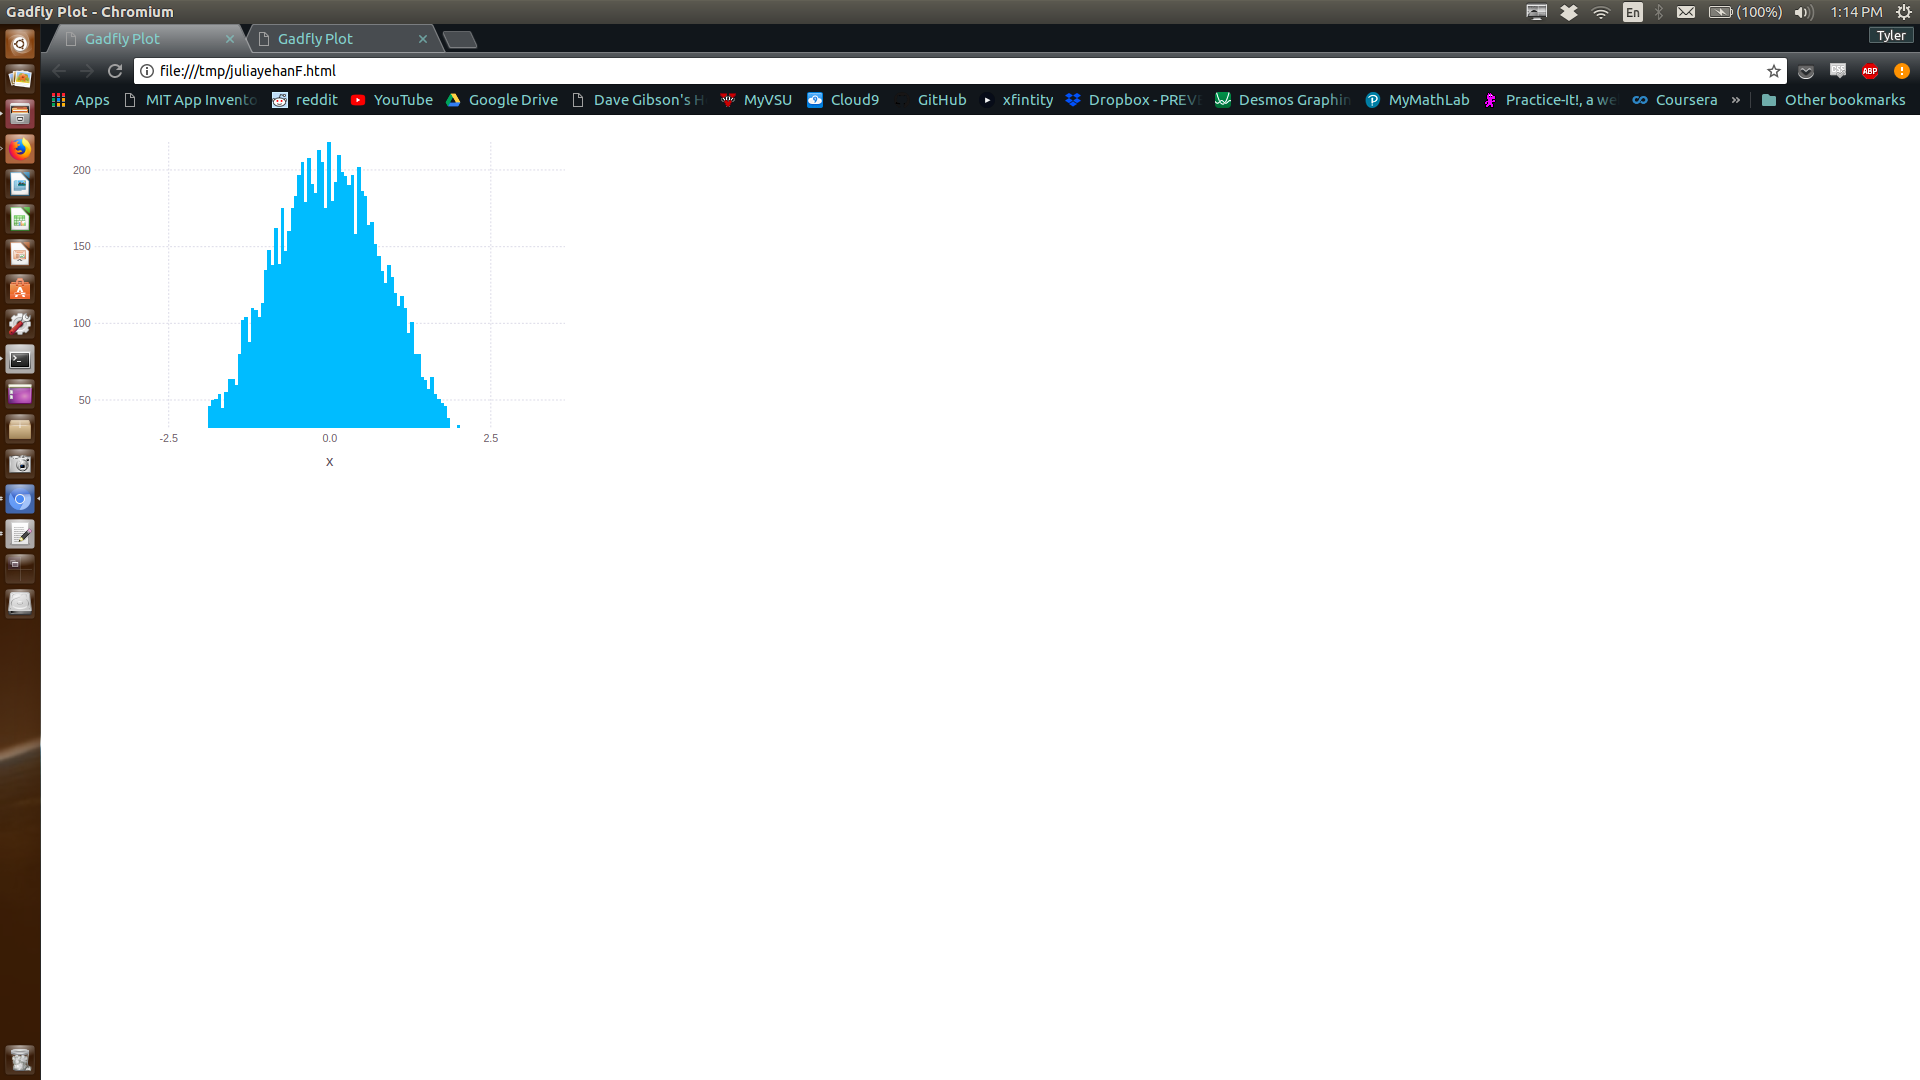 Gadfly Plot - Chromium
En
(100%)
1:14 PM
Gadfly Plot
Gadfly Plot
Tyler
file:///tmp/juliayehanF.html
ABP
Apps
MIT App Invento
reddit
YouTube
Google Drive
Dave Gibson's H
MyVSU
Cloud9
GitHub
xfinity
Dropbox - PREV
Desmos Graphin
MyMathLab
Practice-It!, a we
Coursera
»
Other bookmarks
200
150
100
50
-2.5
0.0
2.5
x